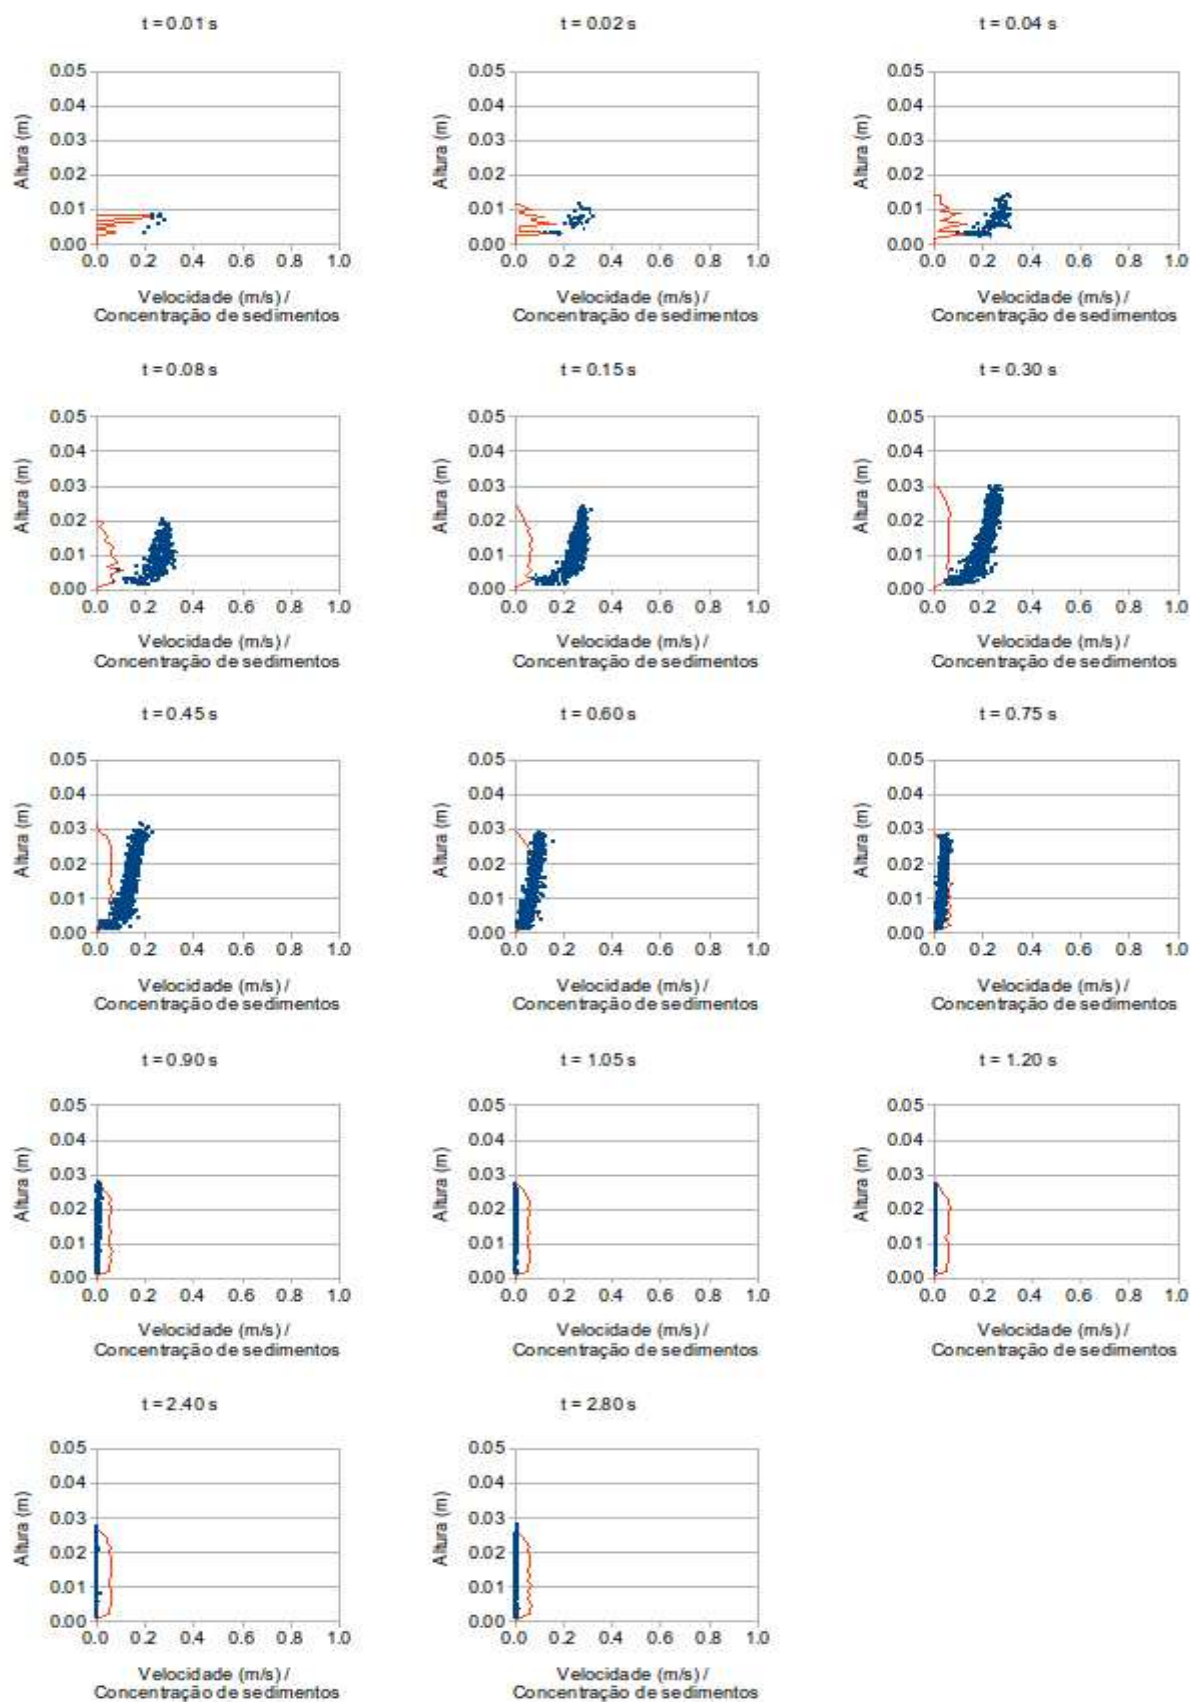 t = 0.01 s
t = 0.02 s
t = 0.04 s
Altura (m)
0.05
0.04
0.03
0.02
0.01
0.00
0.0 0.2 0.4 0.6 0.8 1.0
Velocidade (m/s) /
Concentração de sedimentos
Altura (m)
0.05
0.04
0.03
0.02
0.01
0.00
0.0 0.2 0.4 0.6 0.8 1.0
Velocidade (m/s) /
Concentração de sedimentos
Altura (m)
0.05
0.04
0.03
0.02
0.01
0.00
0.0 0.2 0.4 0.6 0.8 1.0
Velocidade (m/s) /
Concentração de sedimentos
t = 0.08 s
t = 0.15 s
t = 0.30 s
Altura (m)
0.05
0.04
0.03
0.02
0.01
0.00
0.0 0.2 0.4 0.6 0.8 1.0
Velocidade (m/s) /
Concentração de sedimentos
Altura (m)
0.05
0.04
0.03
0.02
0.01
0.00
0.0 0.2 0.4 0.6 0.8 1.0
Velocidade (m/s) /
Concentração de sedimentos
Altura (m)
0.05
0.04
0.03
0.02
0.01
0.00
0.0 0.2 0.4 0.6 0.8 1.0
Velocidade (m/s) /
Concentração de sedimentos
t = 0.45 s
t = 0.60 s
t = 0.75 s
Altura (m)
0.05
0.04
0.03
0.02
0.01
0.00
0.0 0.2 0.4 0.6 0.8 1.0
Velocidade (m/s) /
Concentração de sedimentos
Altura (m)
0.05
0.04
0.03
0.02
0.01
0.00
0.0 0.2 0.4 0.6 0.8 1.0
Velocidade (m/s) /
Concentração de sedimentos
Altura (m)
0.05
0.04
0.03
0.02
0.01
0.00
0.0 0.2 0.4 0.6 0.8 1.0
Velocidade (m/s) /
Concentração de sedimentos
t = 0.90 s
t = 1.05 s
t = 1.20 s
Altura (m)
0.05
0.04
0.03
0.02
0.01
0.00
0.0 0.2 0.4 0.6 0.8 1.0
Velocidade (m/s) /
Concentração de sedimentos
Altura (m)
0.05
0.04
0.03
0.02
0.01
0.00
0.0 0.2 0.4 0.6 0.8 1.0
Velocidade (m/s) /
Concentração de sedimentos
Altura (m)
0.05
0.04
0.03
0.02
0.01
0.00
0.0 0.2 0.4 0.6 0.8 1.0
Velocidade (m/s) /
Concentração de sedimentos
t = 2.40 s
t = 2.80 s
Altura (m)
0.05
0.04
0.03
0.02
0.01
0.00
0.0 0.2 0.4 0.6 0.8 1.0
Velocidade (m/s) /
Concentração de sedimentos
Altura (m)
0.05
0.04
0.03
0.02
0.01
0.00
0.0 0.2 0.4 0.6 0.8 1.0
Velocidade (m/s) /
Concentração de sedimentos